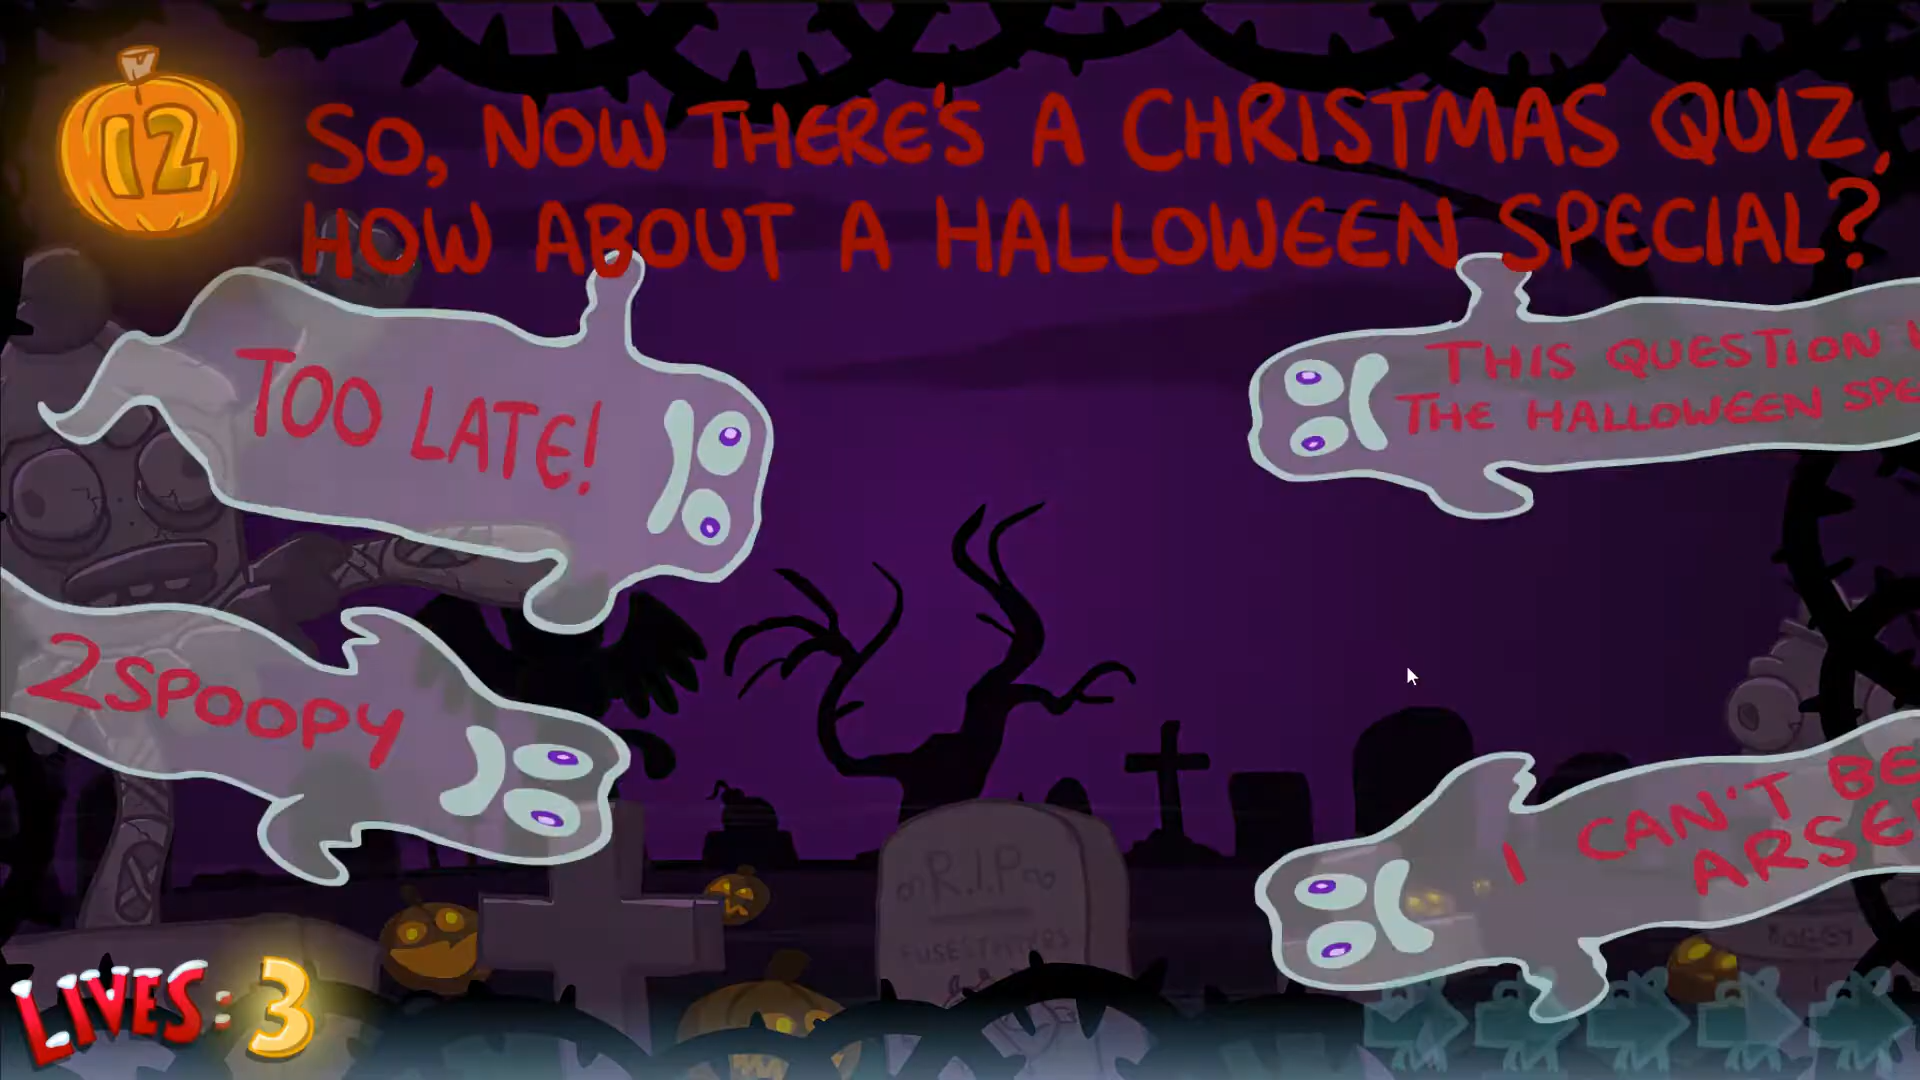 12
SO, NOW THERE'S A CHRISTMAS QUIZ,
HOW ABOUT A HALLOWEEN SPECIAL?
TOO LATE!
THIS QUESTION
THE HALLOWEEN SPE
2SPOOPY
I CAN'T BE
ARSE
R.I.P
LIVES: 3